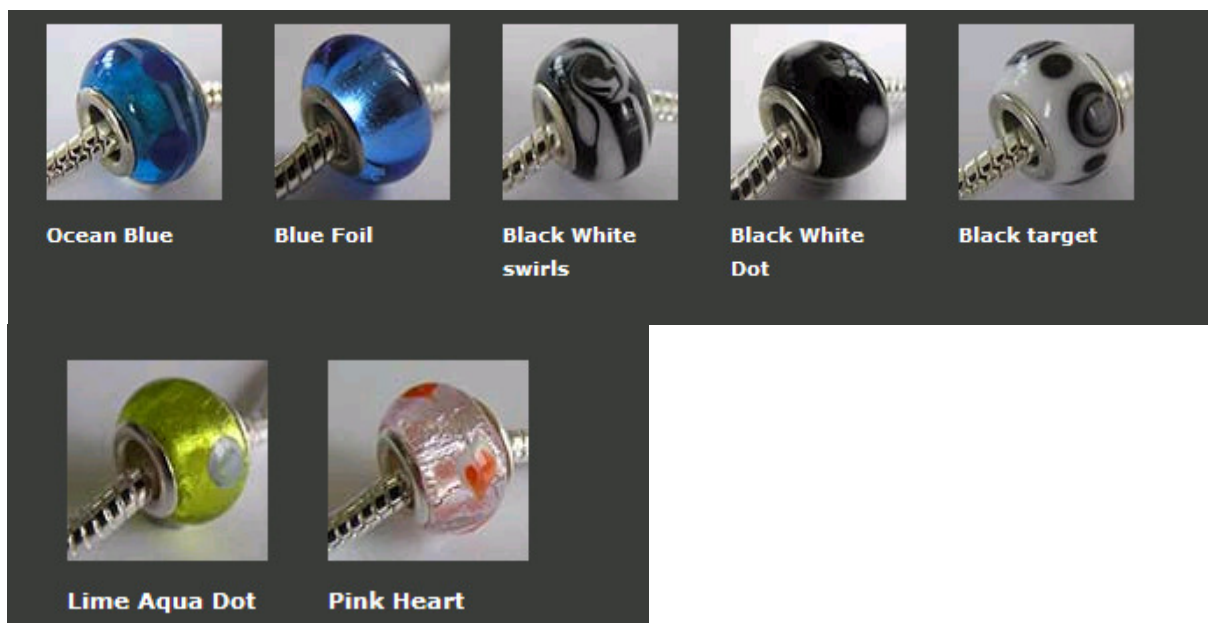 Ocean Blue
Blue Foil
Black White
swirls
Black White
Dot
Black target
Lime Aqua Dot
Pink Heart